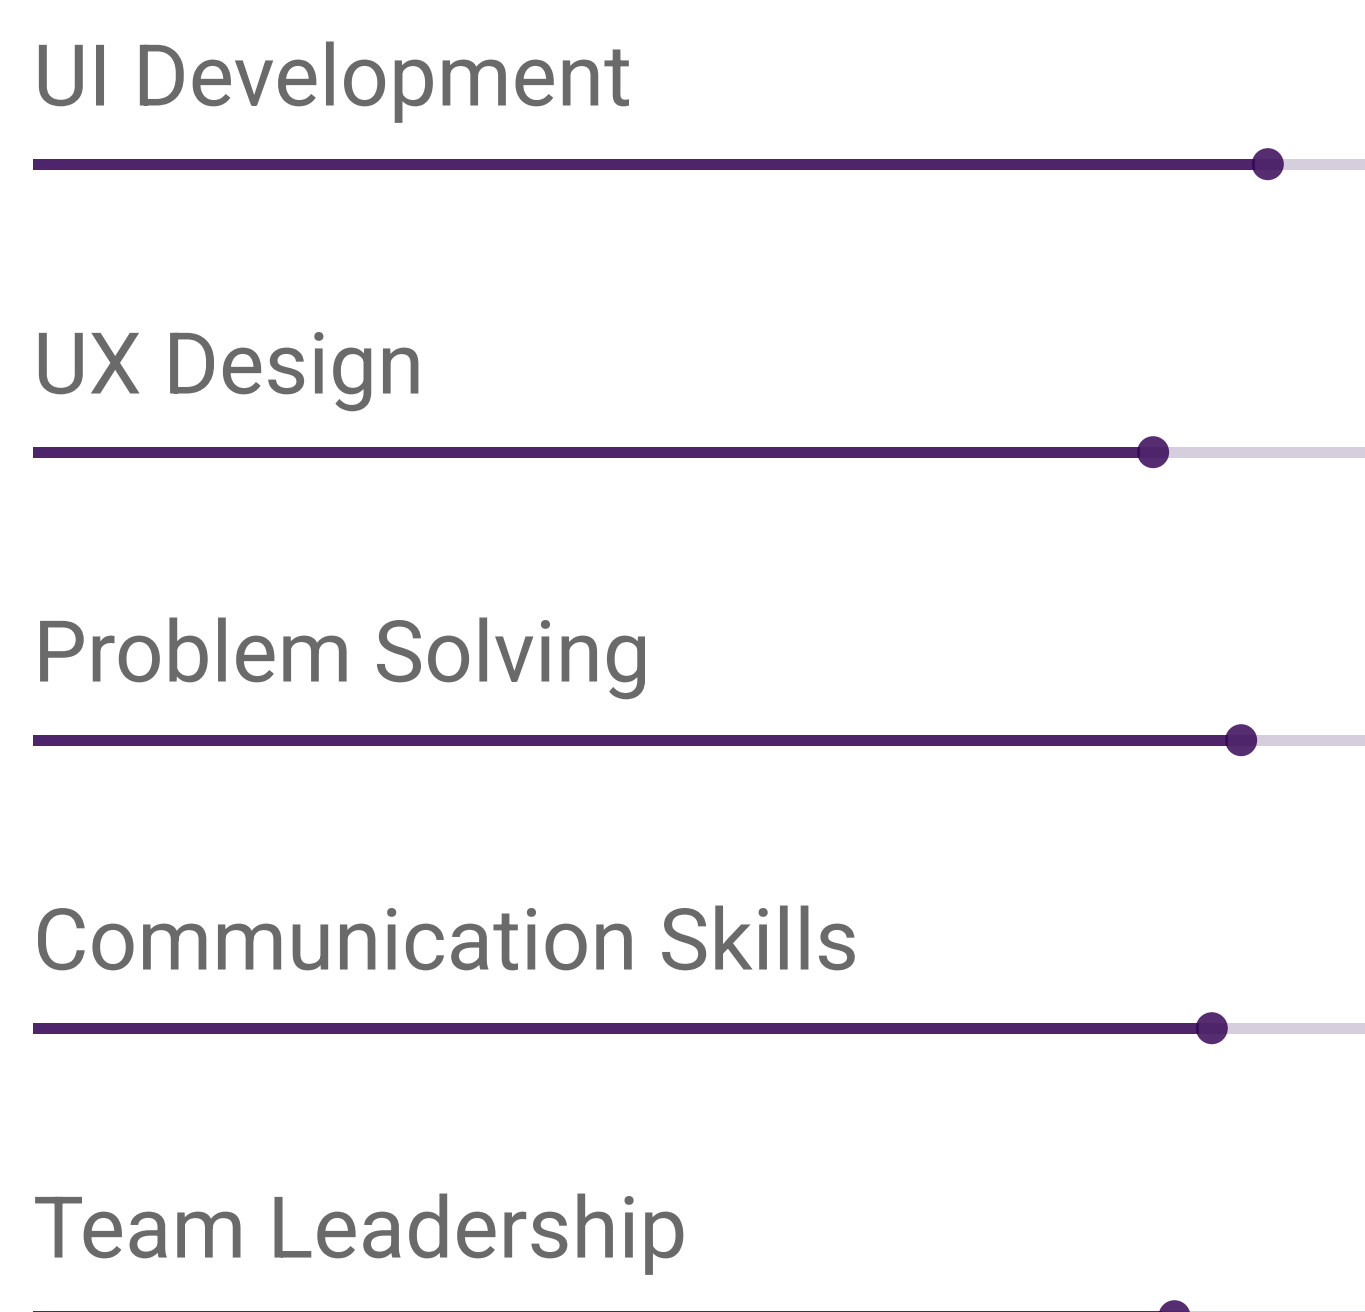 UI Development
UX Design
Problem Solving
Communication Skills
Team Leadership